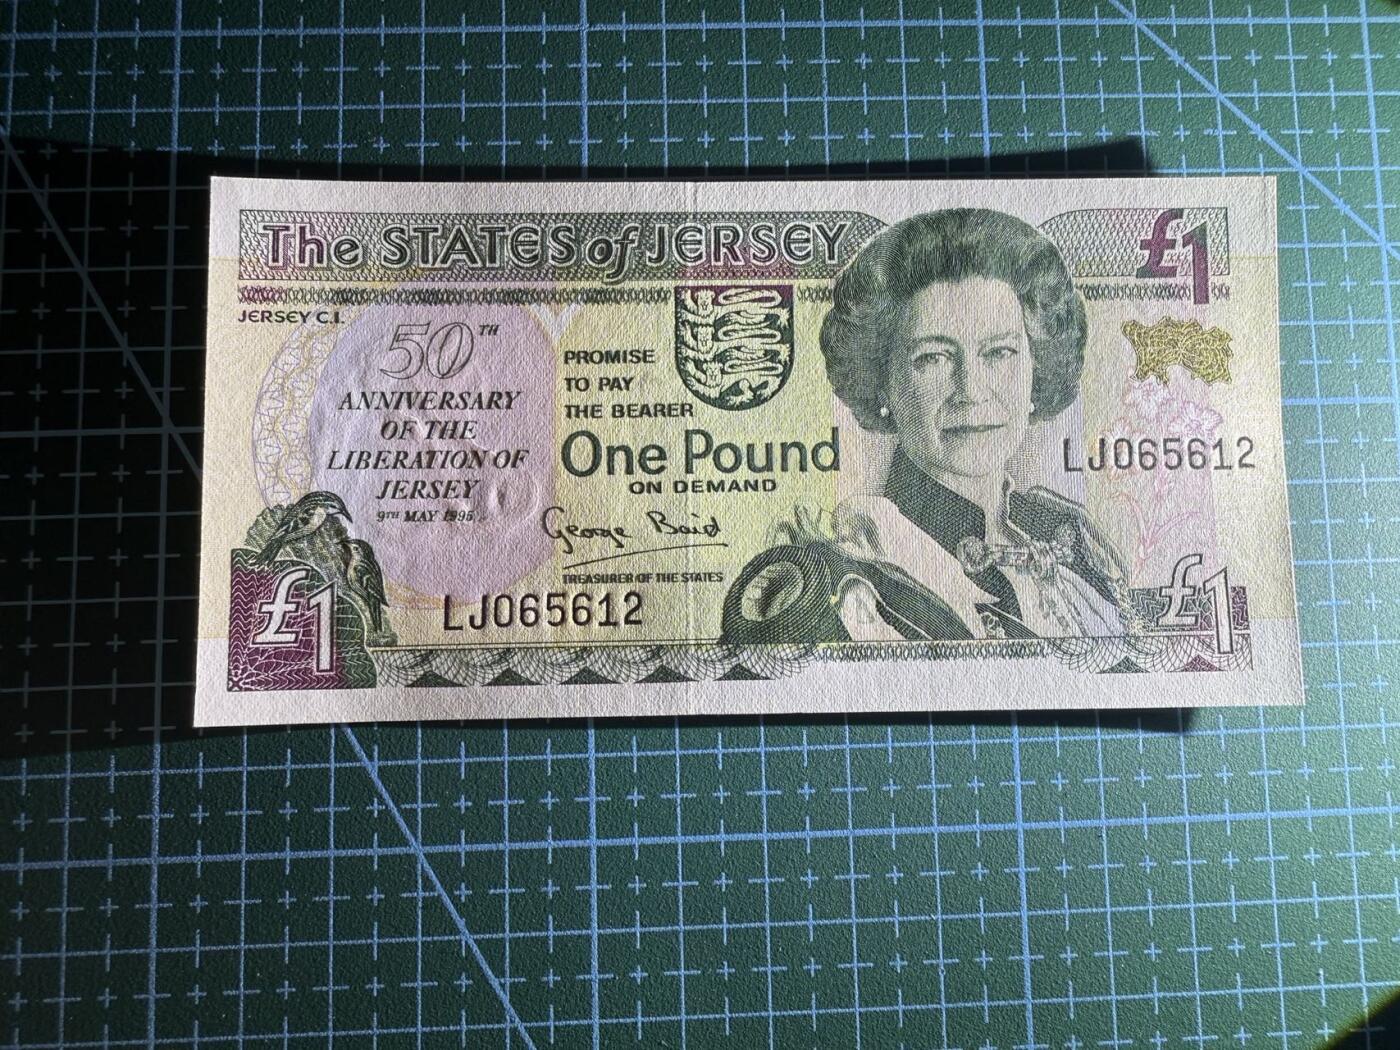 The STATES of JERSEY
£1
JERSEY C.I.
50TH
ANNIVERSARY
OF THE
LIBERATION OF
JERSEY
9TH MAY 1995
PROMISE
TO PAY
THE BEARER
One Pound
ON DEMAND
George Baird
TREASURER OF THE STATES
LJ065612
LJ065612
£1
£1